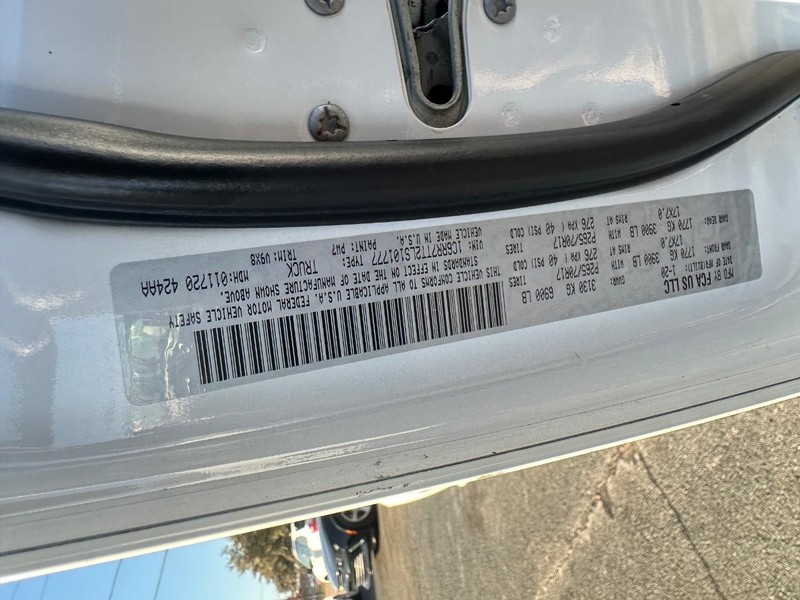 MFD BY FCA US LLC
1-20
GVWR: 3130 KG 6900 LB
GAWR FRONT: WITH TIRES
1770 KG 3900 LB P265/70R17
RIMS AT COLD
17X7.0 276 KPA ( 40 PSI)
GAWR REAR: WITH TIRES
1770 KG 3900 LB P265/70R17
RIMS AT COLD
17X7.0 276 KPA ( 40 PSI)
THIS VEHICLE CONFORMS TO ALL APPLICABLE U.S.A. FEDERAL MOTOR VEHICLE SAFETY
STANDARDS IN EFFECT ON THE DATE OF MANUFACTURE SHOWN ABOVE.
VIN: 1C6RR7TT2LS101777 TYPE: TRUCK MDH:011720 424AA
VEHICLE MADE IN U.S.A. PAINT: PW7 TRIM: V9X8